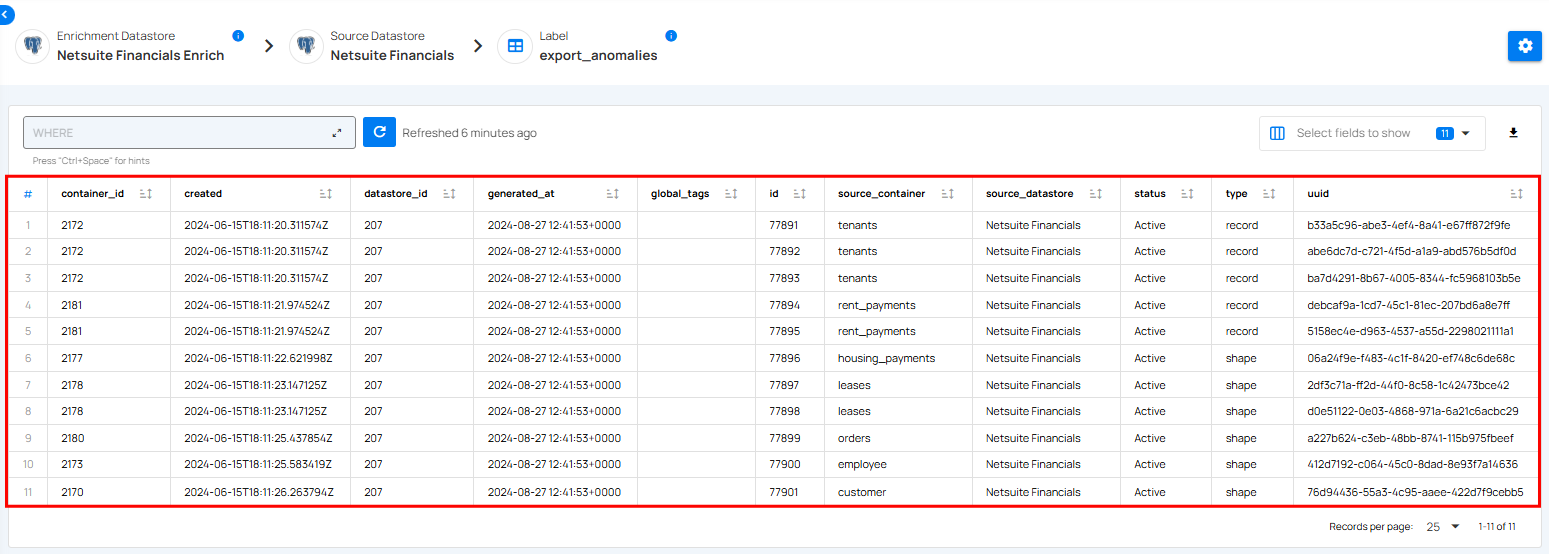 Enrichment Datastore
Netsuite Financials Enrich
Source Datastore
Netsuite Financials
Label
export_anomalies
WHERE
Refreshed 6 minutes ago
Select fields to show 11
Press "Ctrl+Space" for hints
# container_id created datastore_id generated_at global_tags id source_container source_datastore status type uuid
1 2172 2024-06-15T18:11:20.311574Z 207 2024-08-27 12:41:53+0000 77891 tenants Netsuite Financials Active record b33a5c96-abe3-4ef4-8a41-e67ff872f9fe
2 2172 2024-06-15T18:11:20.311574Z 207 2024-08-27 12:41:53+0000 77892 tenants Netsuite Financials Active record abe6dc7d-c721-4f5d-a1a9-abd576b5df0d
3 2172 2024-06-15T18:11:20.311574Z 207 2024-08-27 12:41:53+0000 77893 tenants Netsuite Financials Active record ba7d4291-8b67-4005-8344-fc5968103b5e
4 2181 2024-06-15T18:11:21.974524Z 207 2024-08-27 12:41:53+0000 77894 rent_payments Netsuite Financials Active record debcaf9a-1cd7-45c1-81ec-207bd6a8e7ff
5 2181 2024-06-15T18:11:21.974524Z 207 2024-08-27 12:41:53+0000 77895 rent_payments Netsuite Financials Active record 5158ec4e-d963-4537-a55d-2298021111a1
6 2177 2024-06-15T18:11:22.621998Z 207 2024-08-27 12:41:53+0000 77896 housing_payments Netsuite Financials Active shape 06a24f9e-f483-4c1f-8420-ef748c6de68c
7 2178 2024-06-15T18:11:23.147125Z 207 2024-08-27 12:41:53+0000 77897 leases Netsuite Financials Active shape 2df3c71a-ff2d-44f0-8c58-1c42473bce42
8 2178 2024-06-15T18:11:23.147125Z 207 2024-08-27 12:41:53+0000 77898 leases Netsuite Financials Active shape d0e51122-0e03-4868-971a-6a21c6acbc29
9 2180 2024-06-15T18:11:25.437854Z 207 2024-08-27 12:41:53+0000 77899 orders Netsuite Financials Active shape a227b624-c3eb-48bb-8741-115b975fbeef
10 2173 2024-06-15T18:11:25.583419Z 207 2024-08-27 12:41:53+0000 77900 employee Netsuite Financials Active shape 412d7192-c064-45c0-8dad-8e93f7a14636
11 2170 2024-06-15T18:11:26.263794Z 207 2024-08-27 12:41:53+0000 77901 customer Netsuite Financials Active shape 76d94436-55a3-4c95-aaee-422d7f9cebb5
Records per page: 25 1-11 of 11